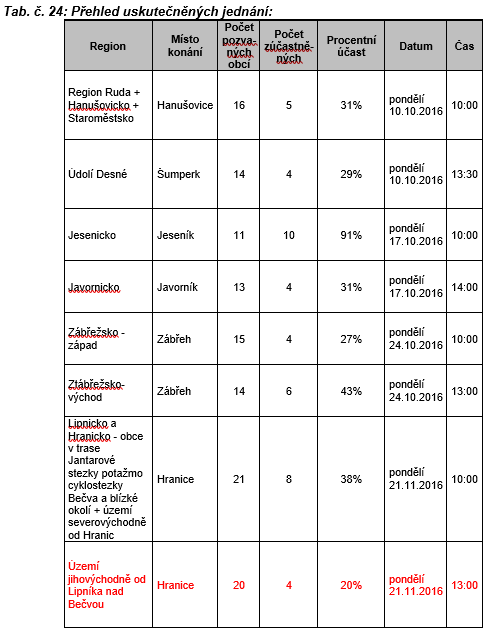 Tab. č. 24: Přehled uskutečněných jednání:
Region Místo konání Počet pozvaných obcí Počet zúčastněných Procentní účast Datum Čas
Region Ruda +
Hanušovicko +
Staroměstsko
Hanušovice 16 5 31% pondělí 10.10.2016 10:00
Údolí Desné Šumperk 14 4 29% pondělí 10.10.2016 13:30
Jesenicko Jeseník 11 10 91% pondělí 17.10.2016 10:00
Javornicko Javorník 13 4 31% pondělí 17.10.2016 14:00
Zábřežsko -
západ
Zábřeh 15 4 27% pondělí 24.10.2016 10:00
Ztábřežsko-
východ
Zábřeh 14 6 43% pondělí 24.10.2016 13:00
Lipnicko a
Hranicko - obce
v trase
Jantarové
stezky potažmo
cyklostezky
Bečva a blízké
okolí + území
severovýchodně
od Hranic
Hranice 21 8 38% pondělí 21.11.2016 10:00
Území
jihovýchodně od
Lipníka nad
Bečvou
Hranice 20 4 20% pondělí 21.11.2016 13:00